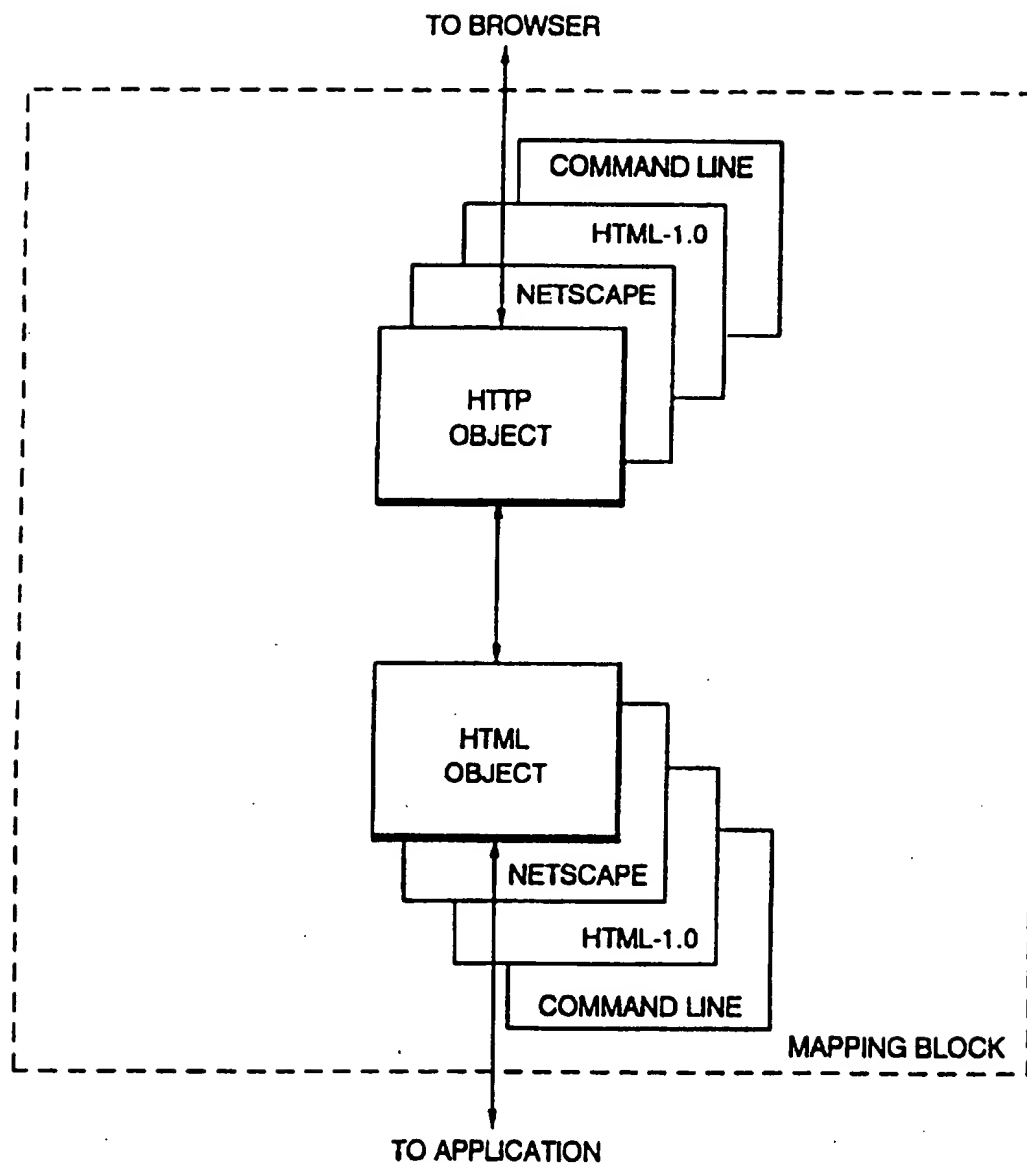 TO BROWSER
COMMAND LINE
HTML-1.0
NETSCAPE
HTTP
OBJECT
HTML
OBJECT
NETSCAPE
HTML-1.0
COMMAND LINE
MAPPING BLOCK
TO APPLICATION